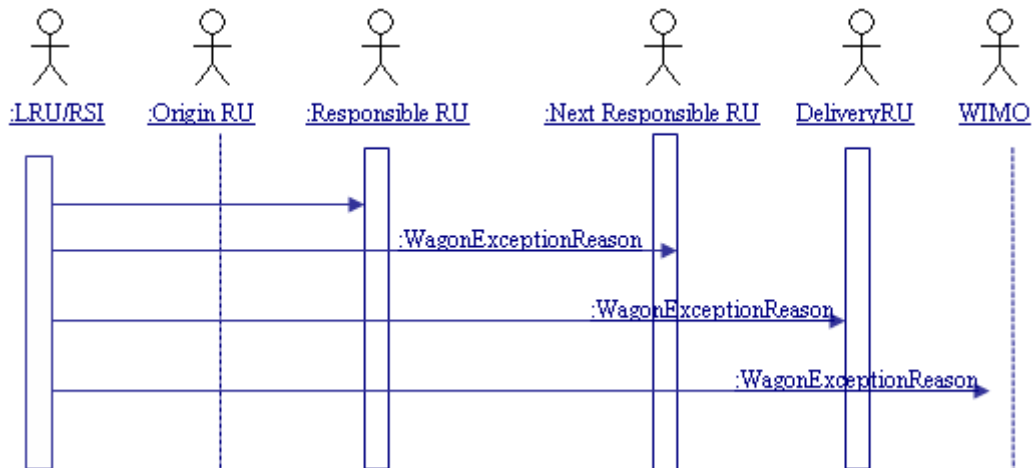 :LRU/RSI :Origin RU :Responsible RU :Next Responsible RU DeliveryRU WIMO
:WagonExceptionReason
:WagonExceptionReason
:WagonExceptionReason